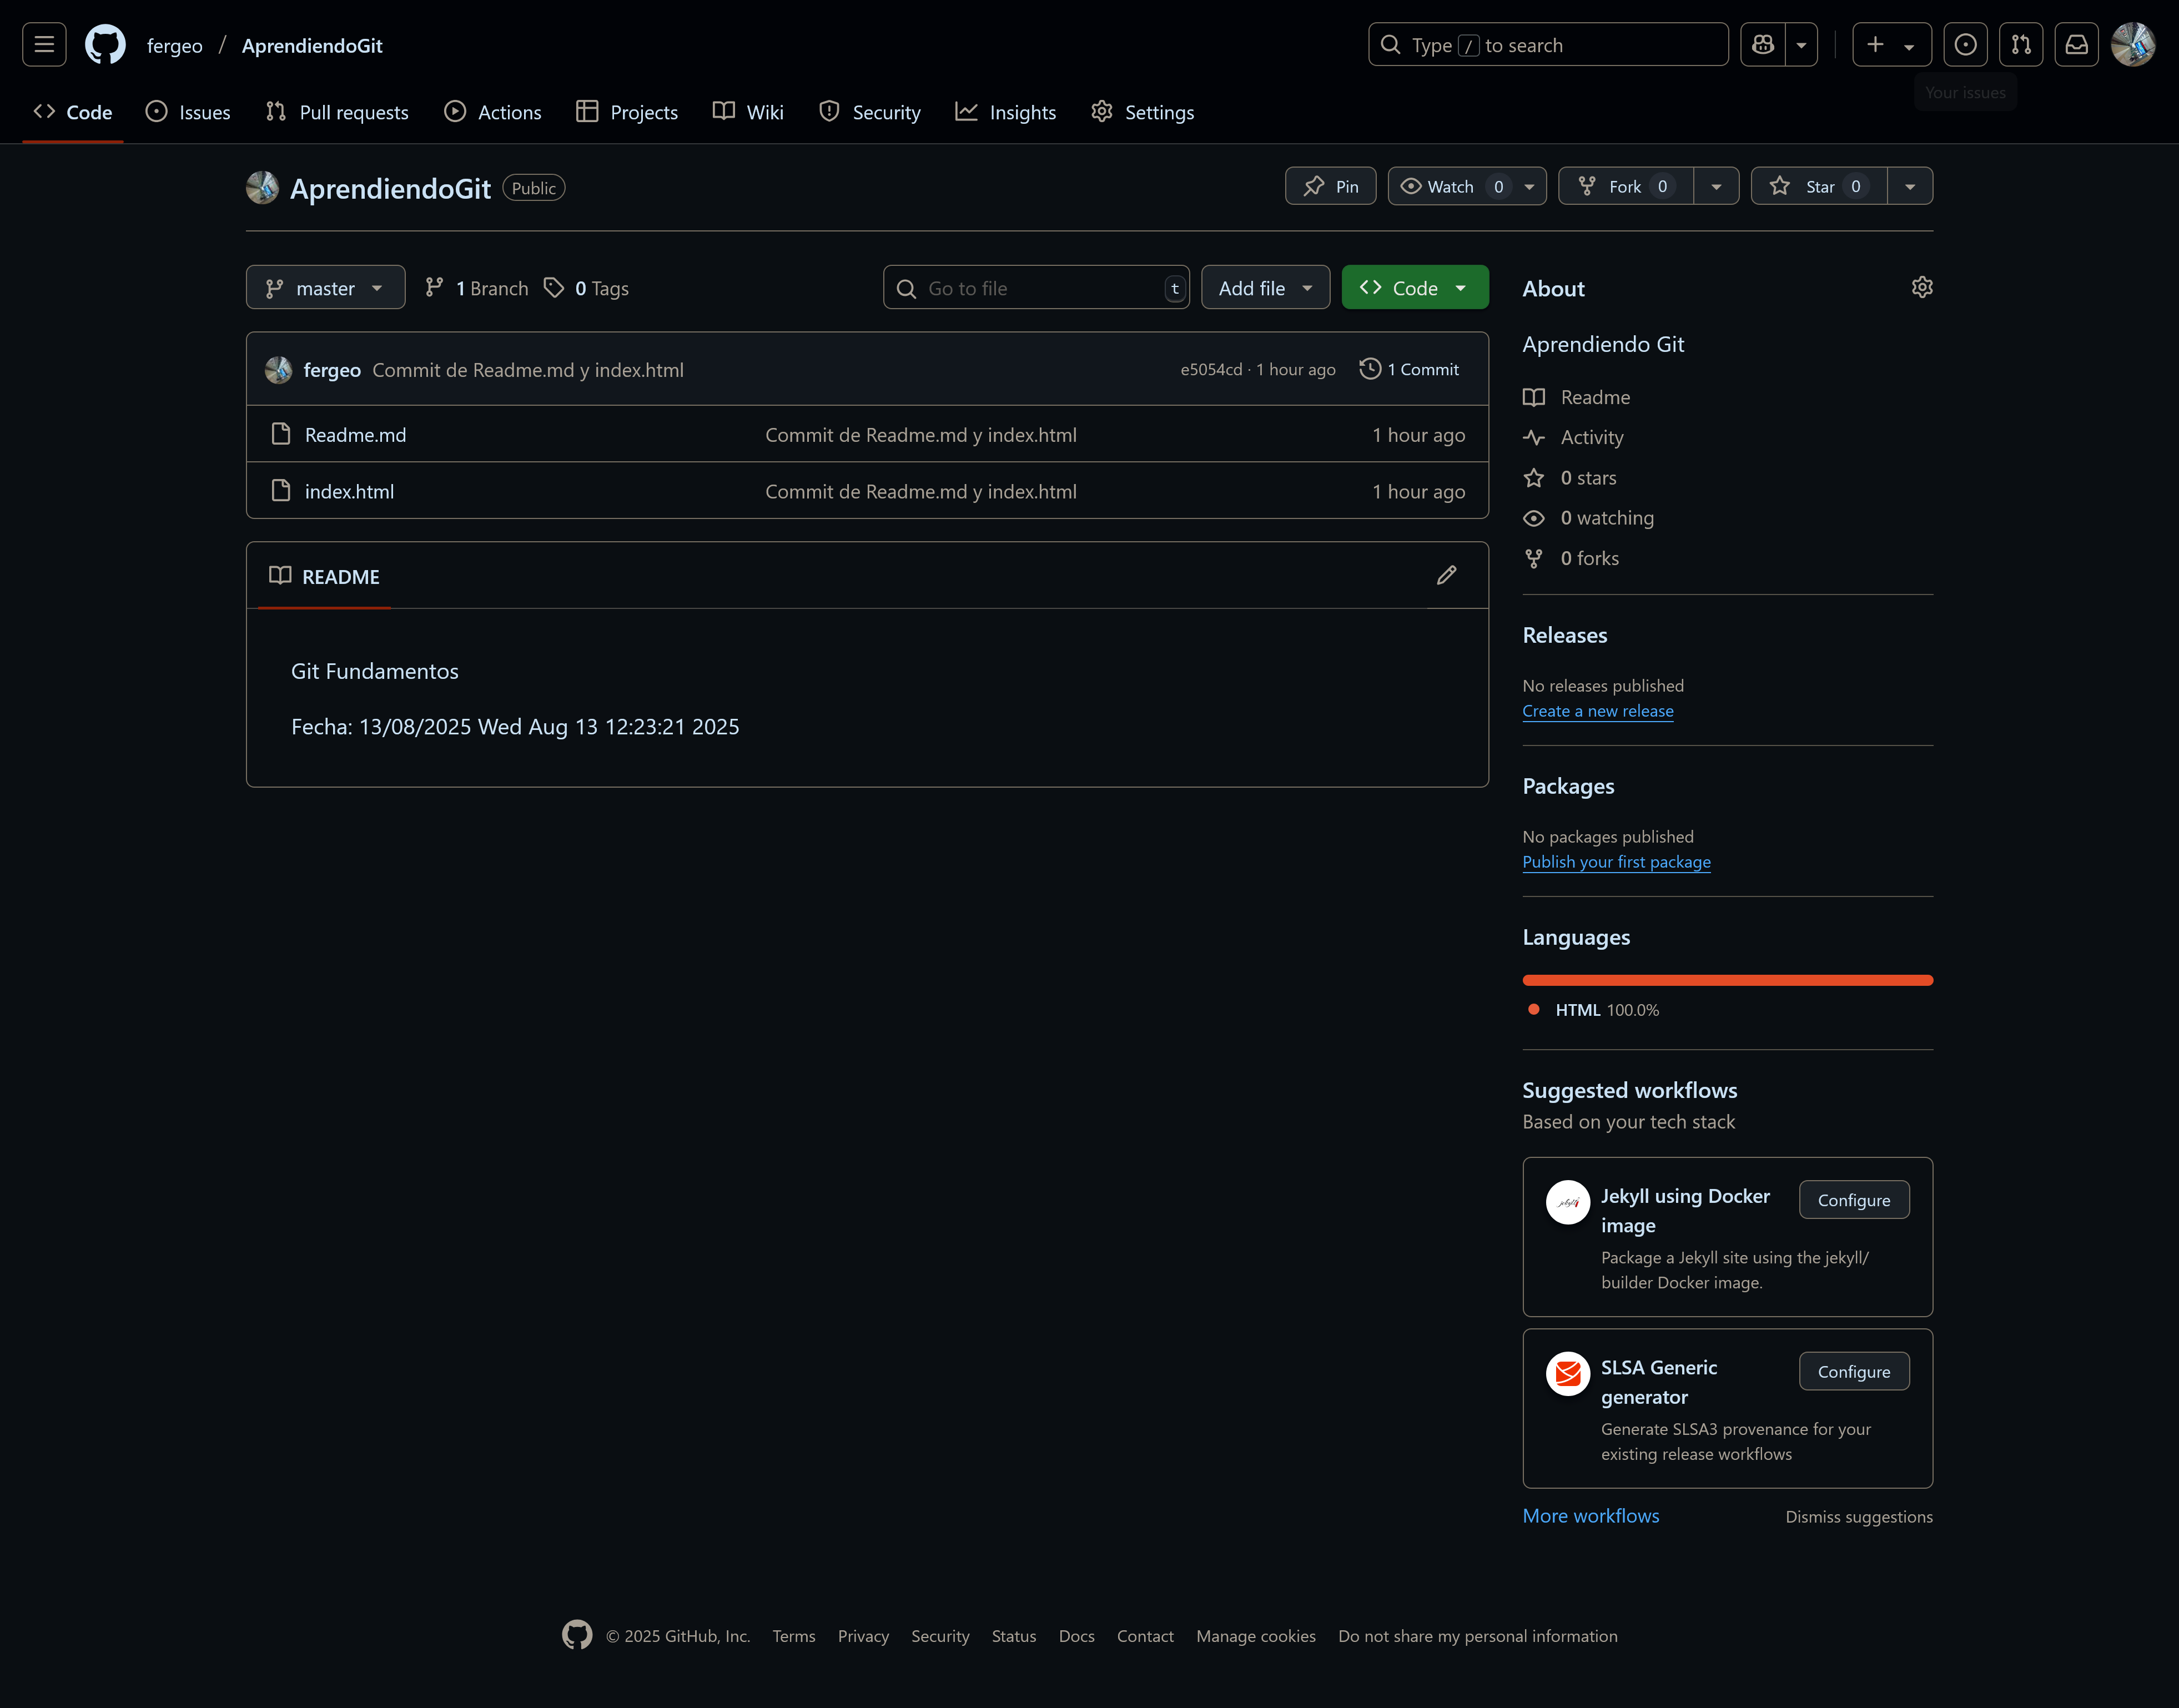 fergeo / AprendiendoGit
Type / to search
Your issues
Code Issues Pull requests Actions Projects Wiki Security Insights Settings
AprendiendoGit Public
Pin Watch 0 Fork 0 Star 0
master 1 Branch 0 Tags
Go to file t Add file Code
fergeo Commit de Readme.md y index.html e5054cd · 1 hour ago 1 Commit
Readme.md Commit de Readme.md y index.html 1 hour ago
index.html Commit de Readme.md y index.html 1 hour ago
README
Git Fundamentos
Fecha: 13/08/2025 Wed Aug 13 12:23:21 2025
About
Aprendiendo Git
Readme
Activity
0 stars
0 watching
0 forks
Releases
No releases published
Create a new release
Packages
No packages published
Publish your first package
Languages
HTML 100.0%
Suggested workflows
Based on your tech stack
jekyll
Jekyll using Docker
image
Configure
Package a Jekyll site using the jekyll/
builder Docker image.
SLSA Generic
generator
Configure
Generate SLSA3 provenance for your
existing release workflows
More workflows Dismiss suggestions
© 2025 GitHub, Inc. Terms Privacy Security Status Docs Contact Manage cookies Do not share my personal information